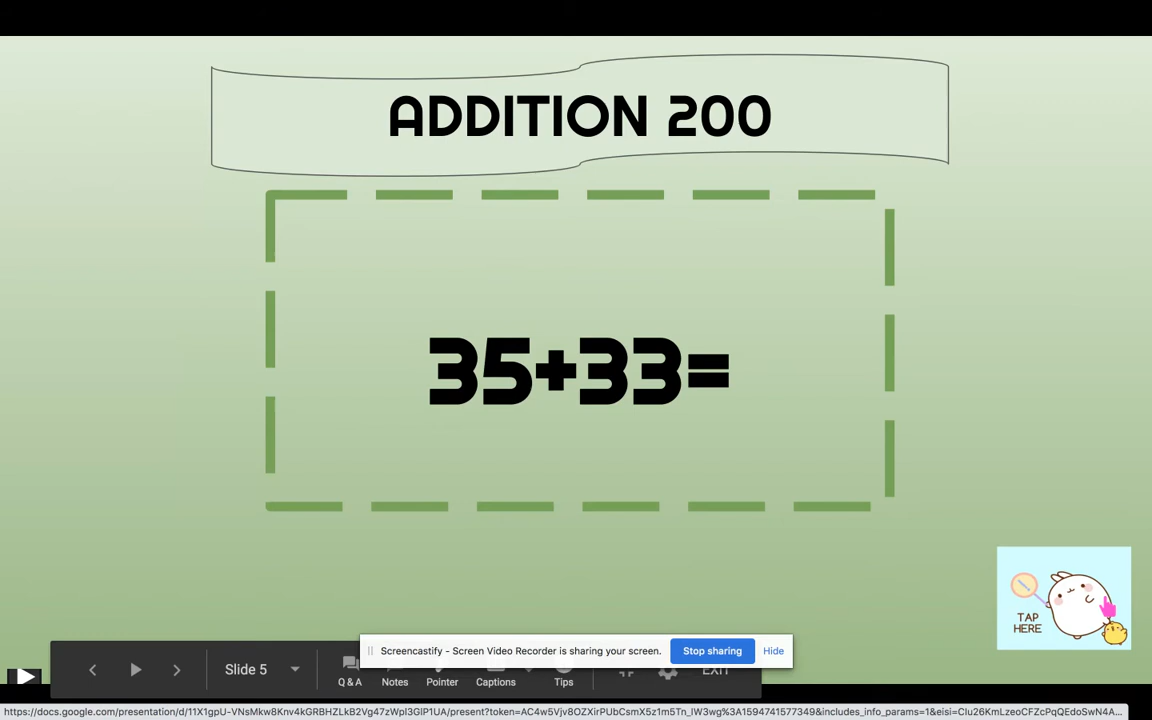 ADDITION 200
35+33=
TAP
HERE
Screencastify - Screen Video Recorder is sharing your screen.
Stop sharing
Hide
Slide 5
Q & A
Notes
Pointer
Captions
Tips
EXIT